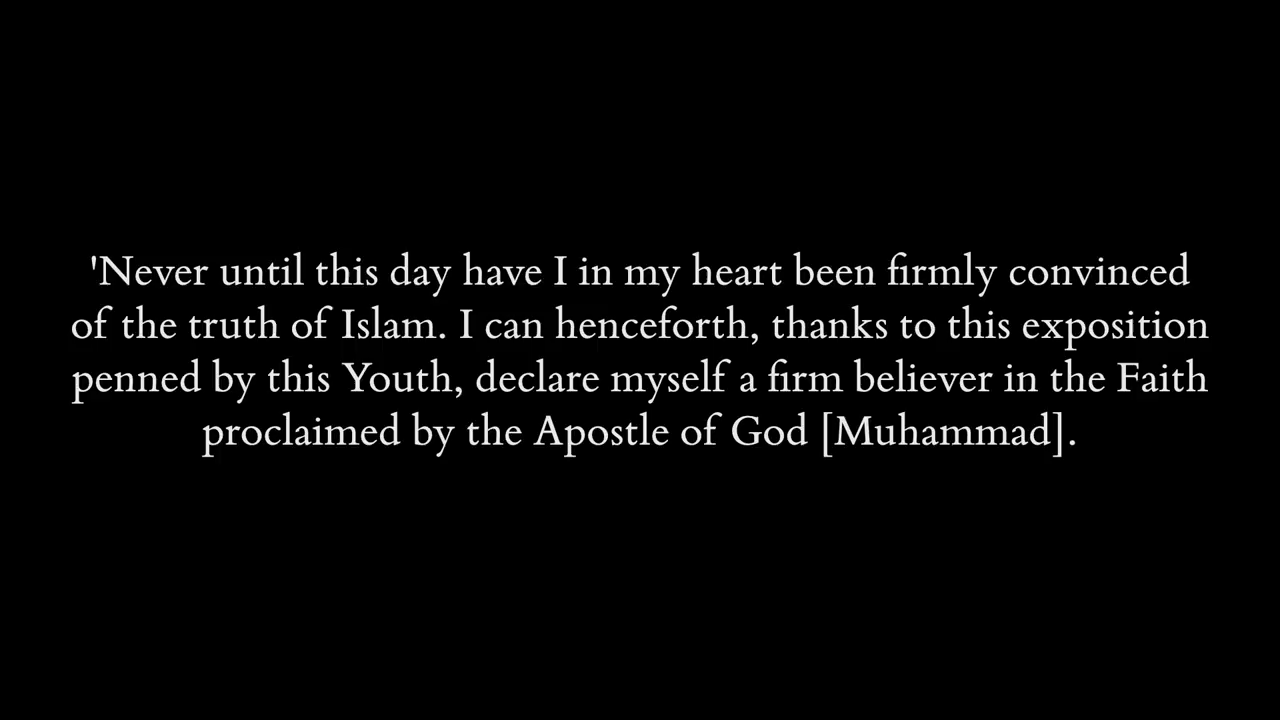 'Never until this day have I in my heart been firmly convinced
of the truth of Islam. I can henceforth, thanks to this exposition
penned by this Youth, declare myself a firm believer in the Faith
proclaimed by the Apostle of God [Muhammad].